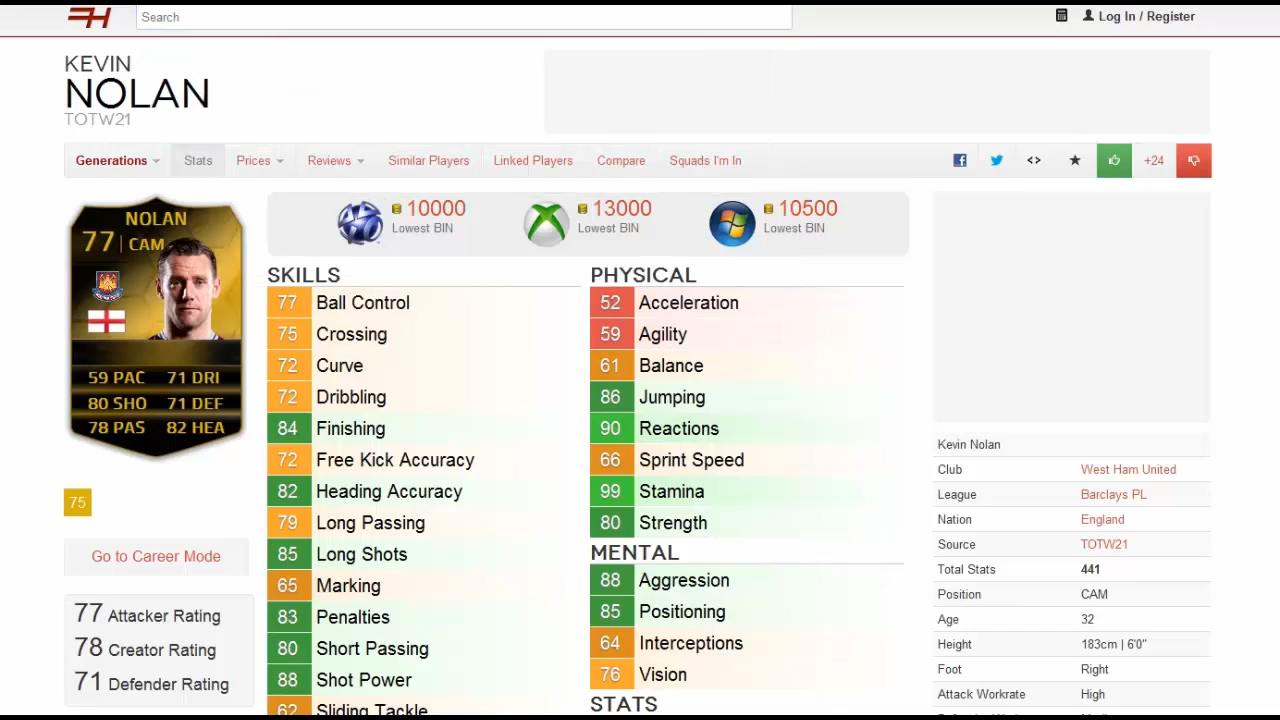 Search
Log In / Register
KEVIN
NOLAN
TOTW21
Generations Stats Prices Reviews Similar Players Linked Players Compare Squads I'm In
+24
NOLAN
77 CAM
59 PAC 71 DRI
80 SHO 71 DEF
78 PAS 82 HEA
75
Go to Career Mode
77 Attacker Rating
78 Creator Rating
71 Defender Rating
10000
Lowest BIN
13000
Lowest BIN
10500
Lowest BIN
SKILLS
77 Ball Control
75 Crossing
72 Curve
72 Dribbling
84 Finishing
72 Free Kick Accuracy
82 Heading Accuracy
79 Long Passing
85 Long Shots
65 Marking
83 Penalties
80 Short Passing
88 Shot Power
62 Sliding Tackle
PHYSICAL
52 Acceleration
59 Agility
61 Balance
86 Jumping
90 Reactions
66 Sprint Speed
99 Stamina
80 Strength
MENTAL
88 Aggression
85 Positioning
64 Interceptions
76 Vision
STATS
Kevin Nolan
Club West Ham United
League Barclays PL
Nation England
Source TOTW21
Total Stats 441
Position CAM
Age 32
Height 183cm | 6'0"
Foot Right
Attack Workrate High